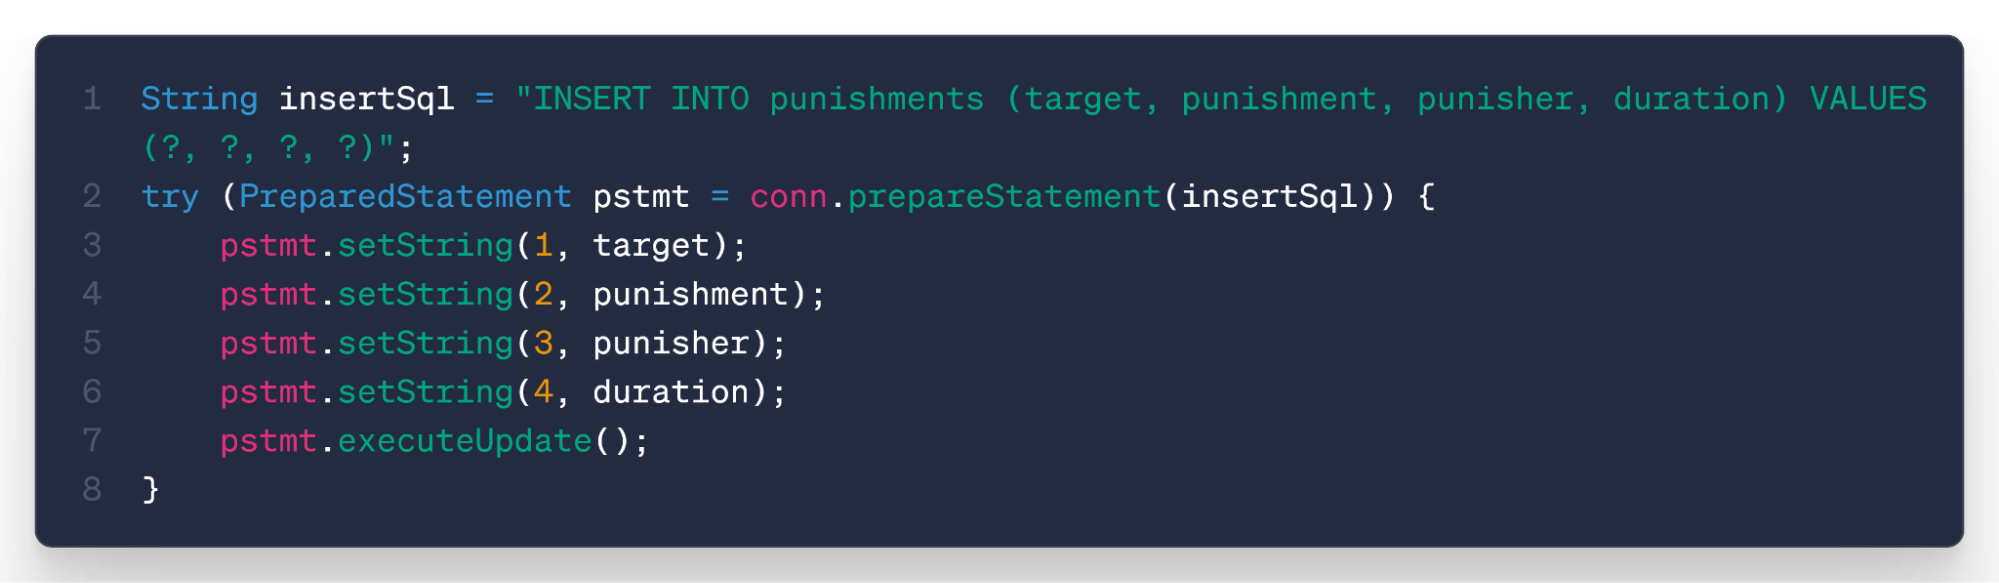 1 String insertSql = "INSERT INTO punishments (target, punishment, punisher, duration) VALUES
(?, ?, ?, ?)";
2 try (PreparedStatement pstmt = conn.prepareStatement(insertSql)) {
3     pstmt.setString(1, target);
4     pstmt.setString(2, punishment);
5     pstmt.setString(3, punisher);
6     pstmt.setString(4, duration);
7     pstmt.executeUpdate();
8 }